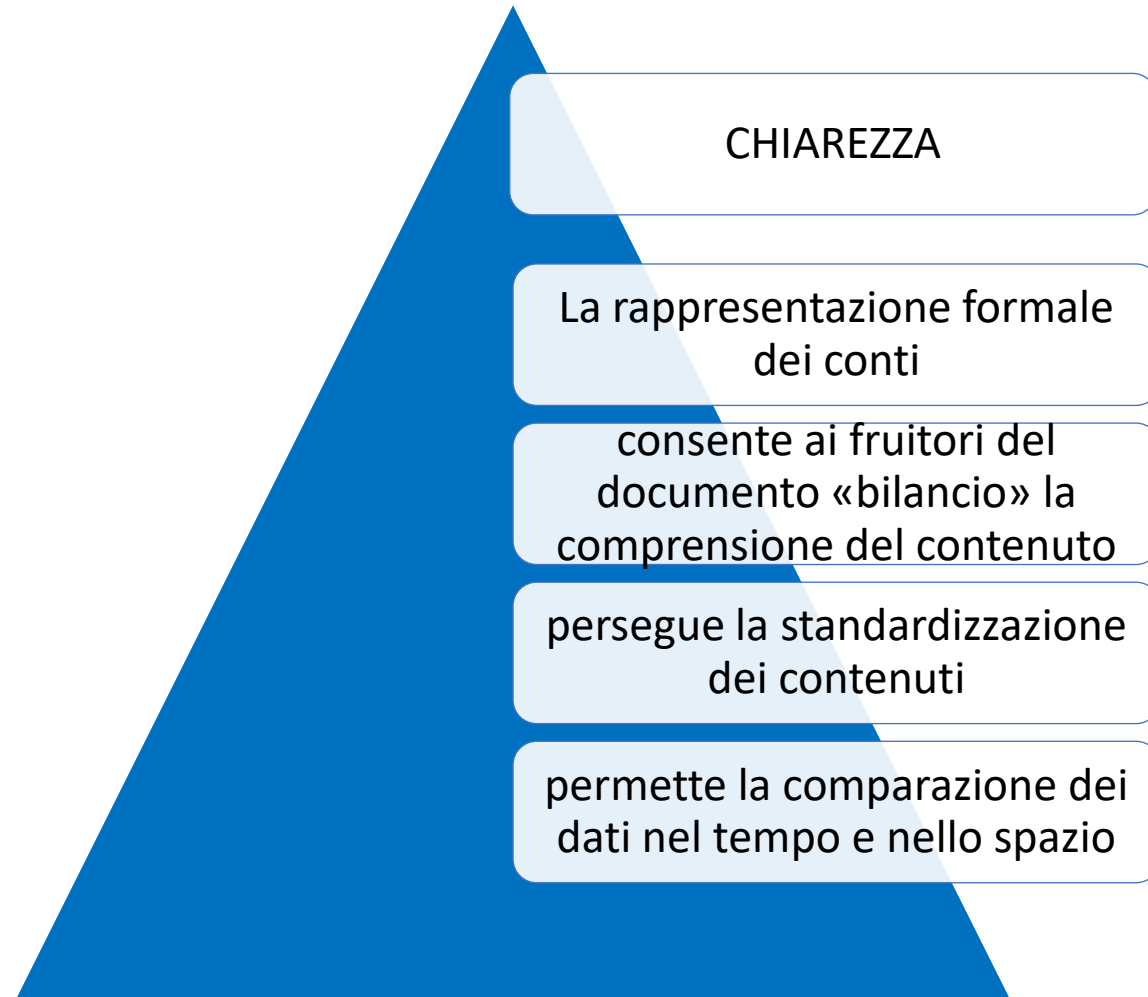 CHIAREZZA
La rappresentazione formale
dei conti
consente ai fruitori del
documento «bilancio» la
comprensione del contenuto
persegue la standardizzazione
dei contenuti
permette la comparazione dei
dati nel tempo e nello spazio